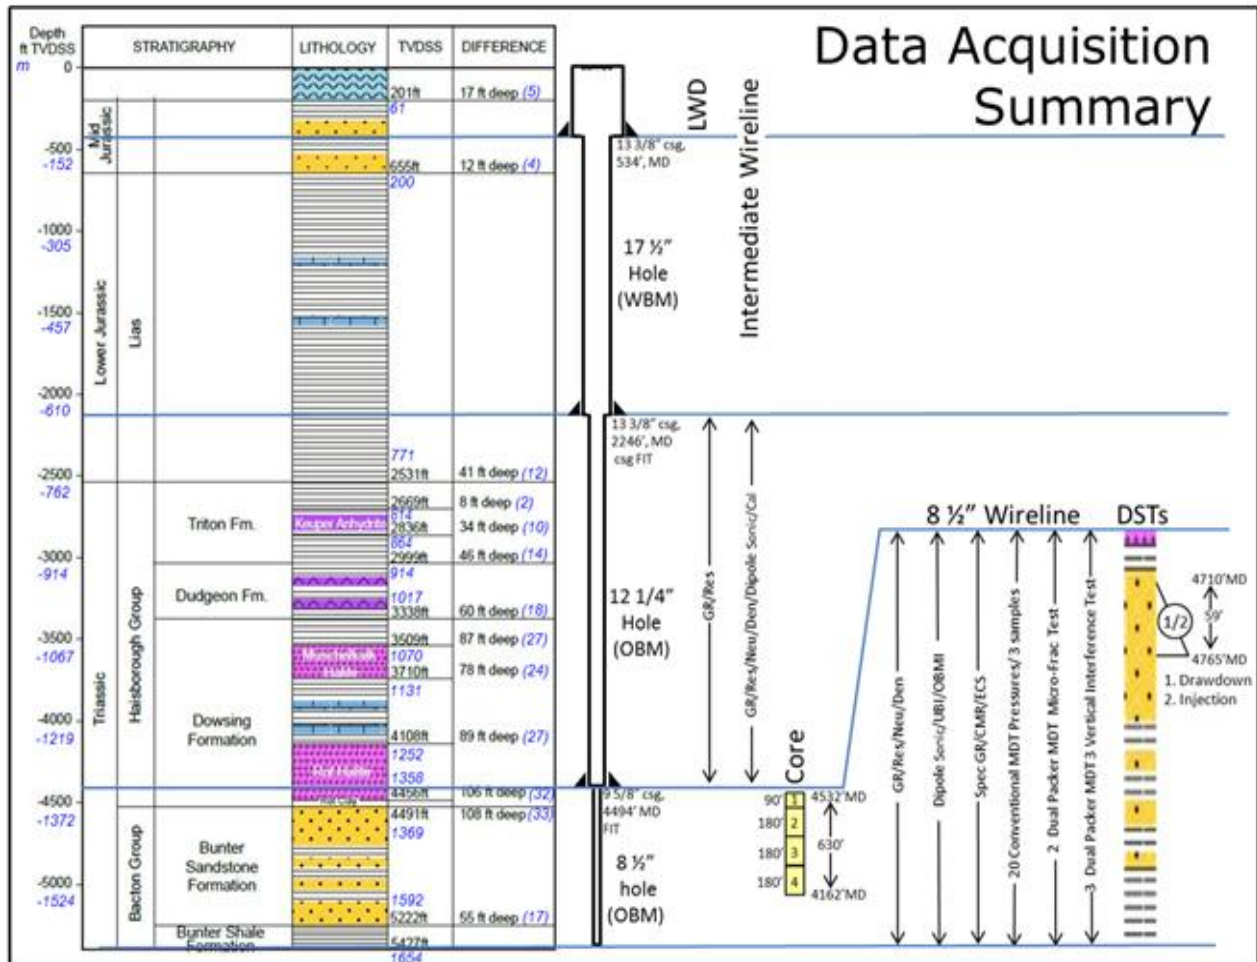 Data Acquisition
Summary
Depth
ft TVDSS
m
STRATIGRAPHY
LITHOLOGY
TVDSS
DIFFERENCE
0
-500
-152
-1000
-305
-1500
-457
-2000
-610
-2500
-762
-3000
-914
-3500
-1067
-4000
-1219
-4500
-1372
-5000
-1524
Mid
Jurassic
Lower Jurassic
Lias
Triassic
Haisborough Group
Triton Fm.
Dudgeon Fm.
Dowsing
Formation
Bacton Group
Bunter
Sandstone
Formation
Bunter Shale
Formation
Keuper Anhydrite
Muschelkalk
Halite
Rot Halite
Rot Clay
201ft
17 ft deep (5)
61
655ft
12 ft deep (4)
200
771
2531ft
41 ft deep (12)
2669ft
8 ft deep (2)
814
2836ft
34 ft deep (10)
864
2999ft
46 ft deep (14)
914
1017
3338ft
60 ft deep (18)
3509ft
87 ft deep (27)
1070
3710ft
78 ft deep (24)
1131
4108ft
89 ft deep (27)
1252
1358
4456ft
106 ft deep (32)
4491ft
108 ft deep (33)
1369
1592
5222ft
55 ft deep (17)
5427ft
1654
13 3/8" csg,
534', MD
17 ½"
Hole
(WBM)
13 3/8" csg,
2246', MD
csg FIT
12 1/4"
Hole
(OBM)
9 5/8" csg,
4494' MD
FIT
8 ½"
hole
(OBM)
LWD
Intermediate Wireline
GR/Res
GR/Res/Neu/Den/Dipole Sonic/Cal
Core
90'
1
4532'MD
180'
2
630'
180'
3
180'
4
4162'MD
8 ½" Wireline
DSTs
GR/Res/Neu/Den
Dipole Sonic/UBI/OBMI
Spec GR/CMR/ECS
20 Conventional MDT Pressures/ 3 samples
2 Dual Packer MDT Micro-Frac Test
3 Dual Packer MDT 3 Vertical Interference Test
4710'MD
1/2
59'
4765'MD
1. Drawdown
2. Injection